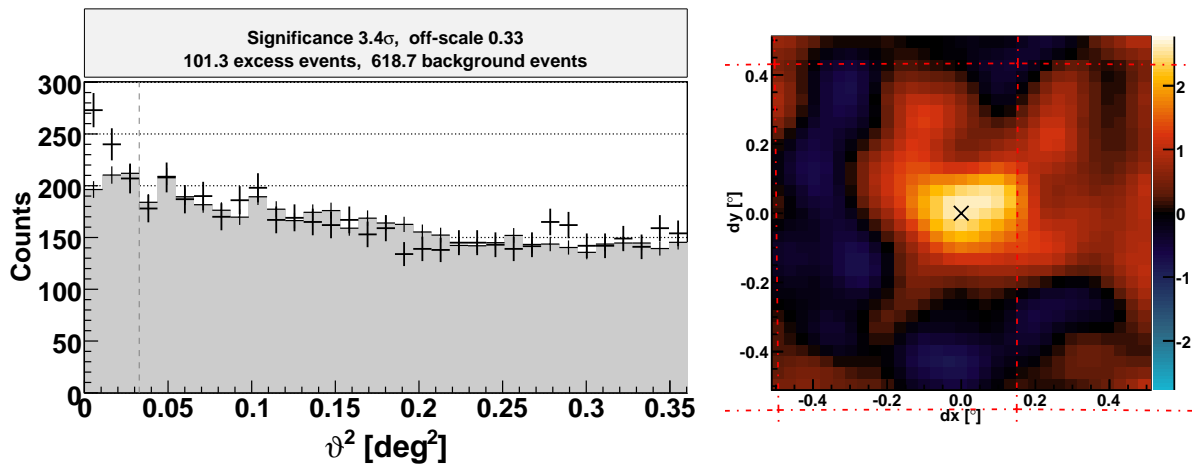 Significance 3.4σ, off-scale 0.33
101.3 excess events, 618.7 background events
300
250
200
150
100
50
0
Counts
0 0.05 0.1 0.15 0.2 0.25 0.3 0.35
ϑ² [deg²]
0.4
0.2
0.0
-0.2
-0.4
dy [°]
-0.4 -0.2 0.0 0.2 0.4
dx [°]
2
1
0
-1
-2